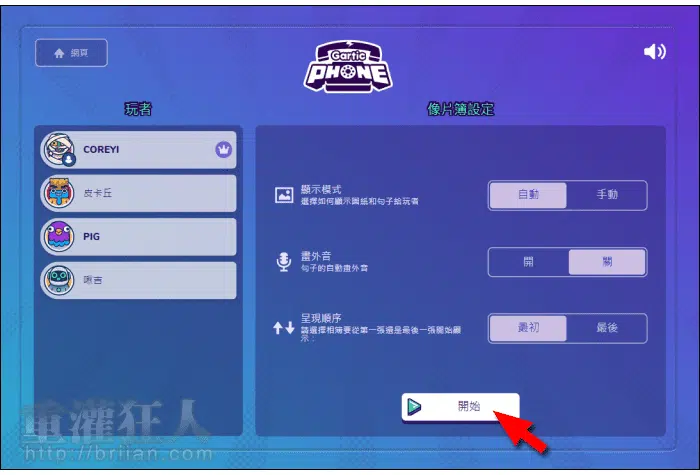 網頁
Gartic
PHONE
玩者
像片簿設定
COREYI
皮卡丘
PIG
啾吉
顯示模式
選擇如何顯示圖紙和句子給玩者
自動
手動
畫外音
句子的自動畫外音
開
關
呈現順序
請選擇相簿要從第一張還是最後一張開始顯
示：
最初
最後
開始
重灌狂人
http://briian.com